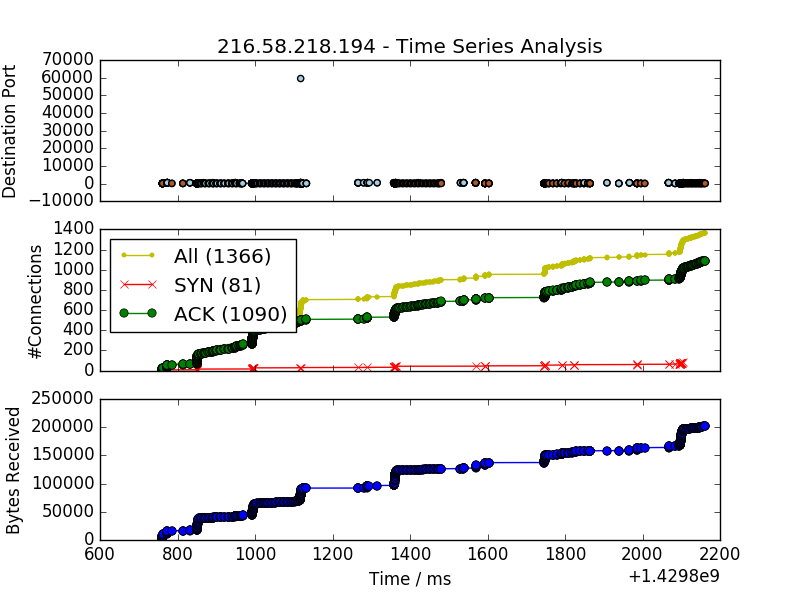 216.58.218.194 - Time Series Analysis
Destination Port
70000
60000
50000
40000
30000
20000
10000
0
−10000
#Connections
1400
1200
1000
800
600
400
200
0
All (1366)
SYN (81)
ACK (1090)
Bytes Received
250000
200000
150000
100000
50000
0
600 800 1000 1200 1400 1600 1800 2000 2200
Time / ms
+1.4298e9